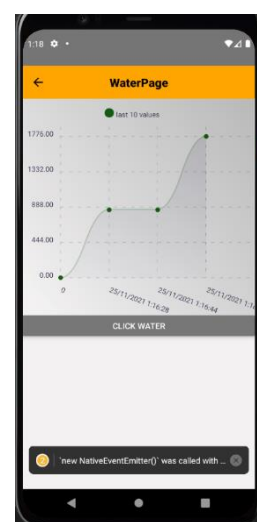 1:18
WaterPage
last 10 values
1776.00
1332.00
888.00
444.00
0.00
0
25/11/2021 1:16:28
25/11/2021 1:16:44
25/11/2021 1:16
CLICK WATER
`new NativeEventEmitter()` was called with ...